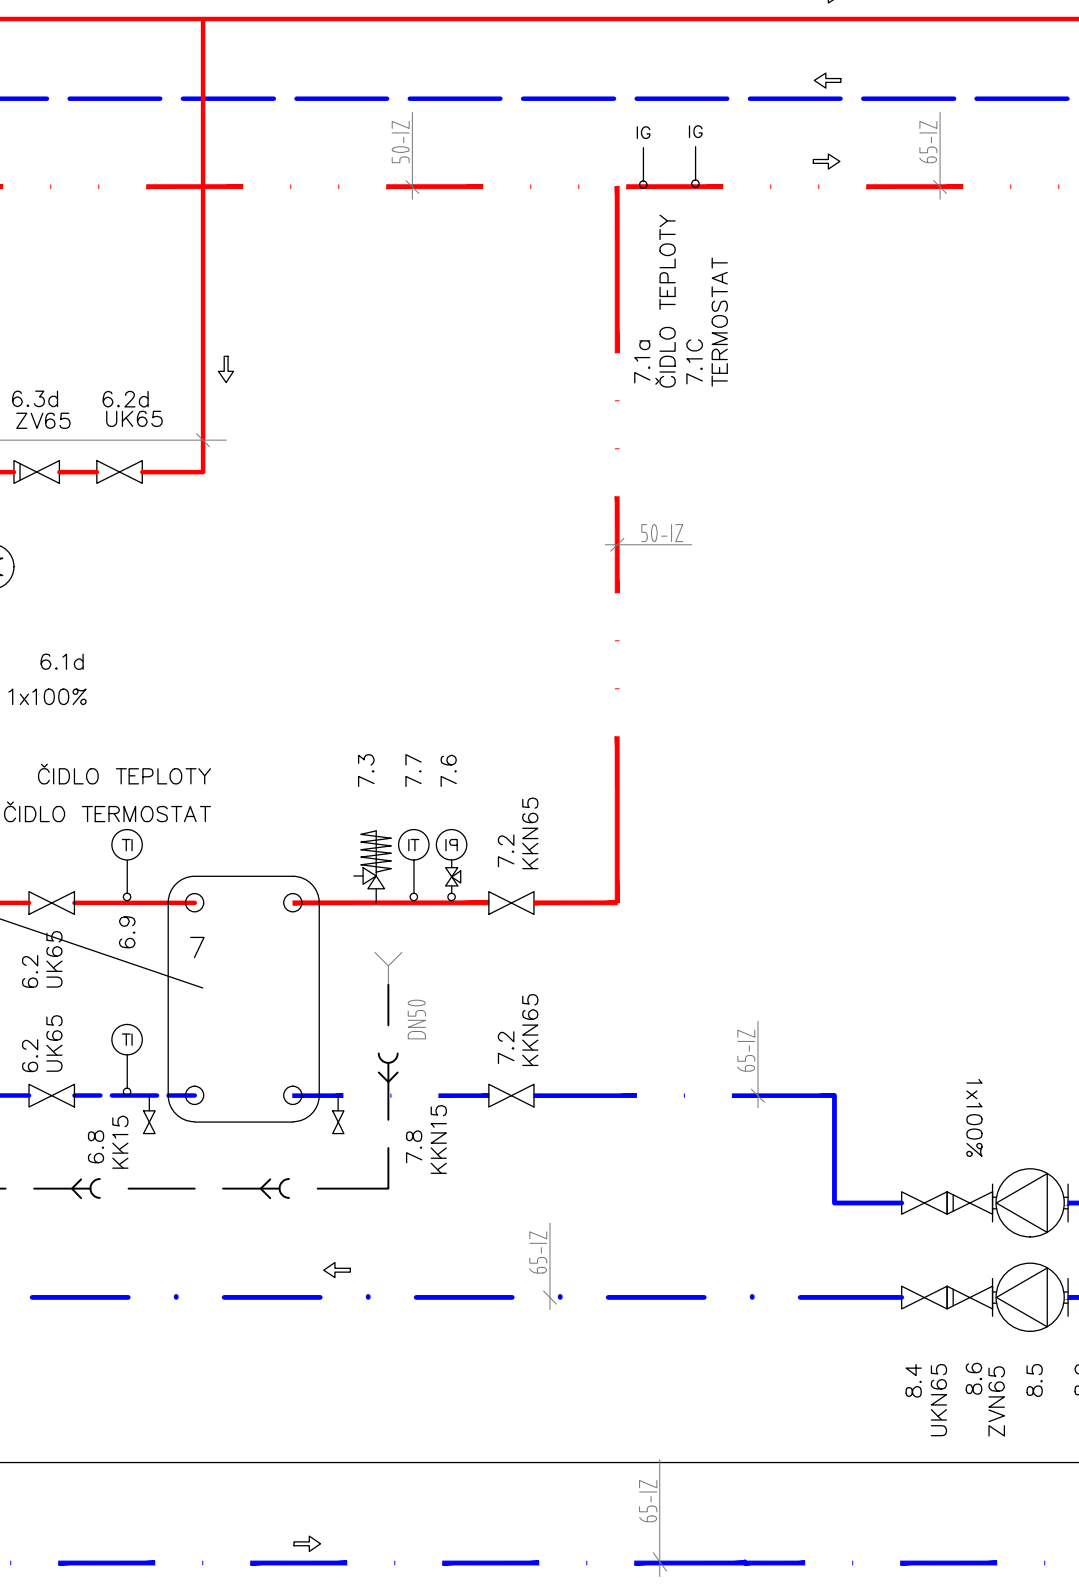 50-IZ
IG
IG
65-IZ
7.1a
ČIDLO TEPLOTY
7.1C
TERMOSTAT
6.3d
ZV65
6.2d
UK65
50-IZ
6.1d
1x100%
ČIDLO TEPLOTY
ČIDLO TERMOSTAT
7.3
7.7
7.6
TI
TI
PI
7.2
KKN65
6.2
UK65
6.9
7
DN50
6.2
UK65
TI
7.2
KKN65
65-IZ
1x100%
6.8
KK15
7.8
KKN15
65-IZ
8.4
UKN65
8.6
ZVN65
8.5
65-IZ